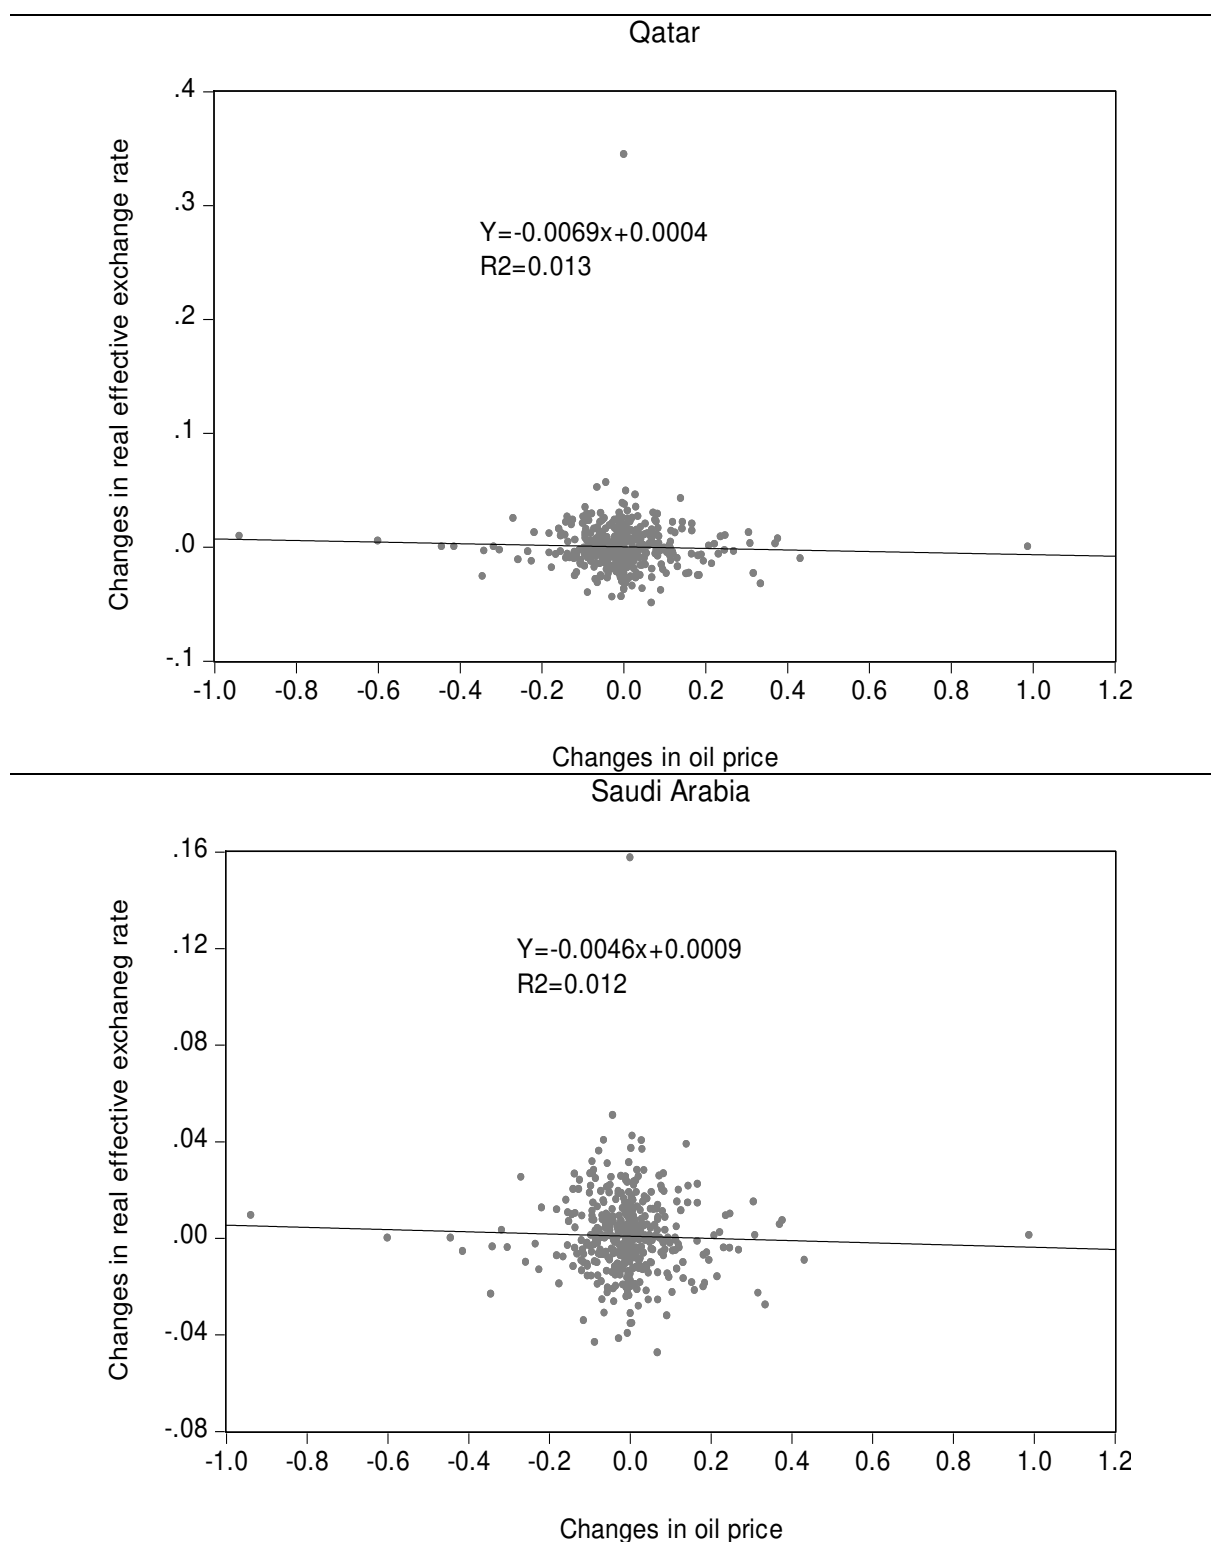 Qatar
.4
.3
.2
.1
.0
-.1
Changes in real effective exchange rate
Y=-0.0069x+0.0004
R2=0.013
-1.0 -0.8 -0.6 -0.4 -0.2 0.0 0.2 0.4 0.6 0.8 1.0 1.2
Changes in oil price
Saudi Arabia
.16
.12
.08
.04
.00
-.04
-.08
Changes in real effective exchaneg rate
Y=-0.0046x+0.0009
R2=0.012
-1.0 -0.8 -0.6 -0.4 -0.2 0.0 0.2 0.4 0.6 0.8 1.0 1.2
Changes in oil price